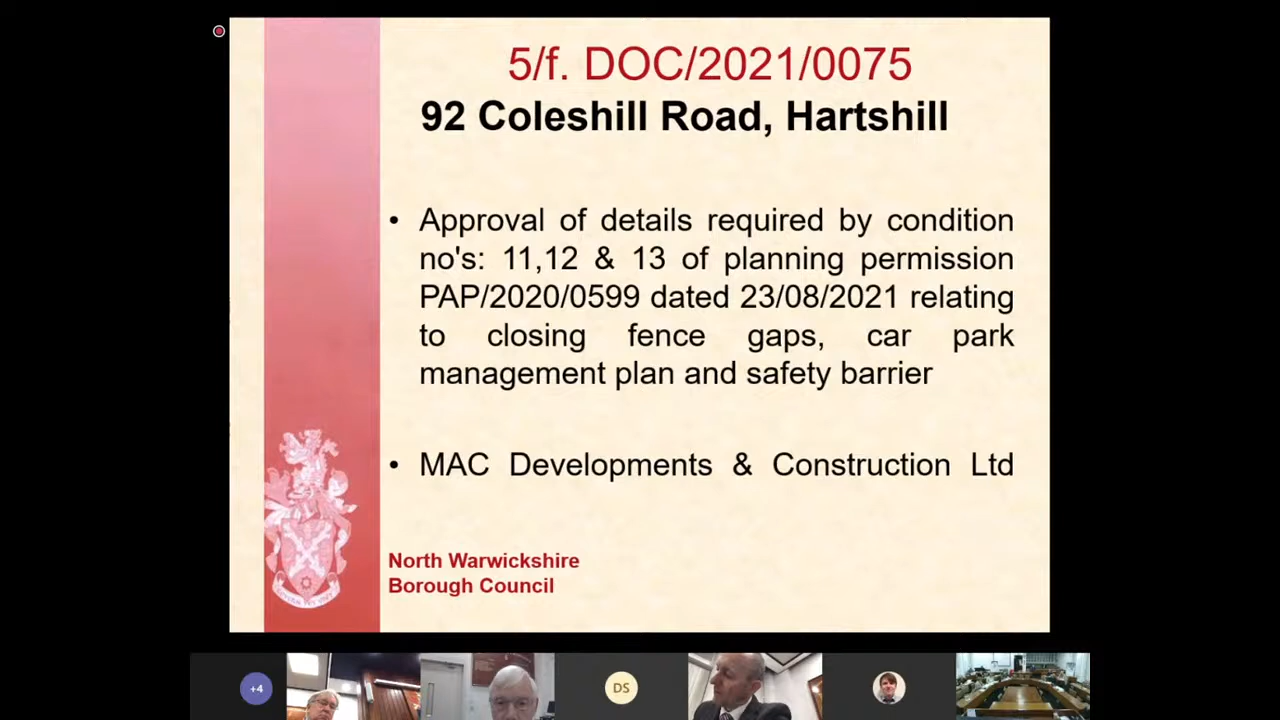 5/f. DOC/2021/0075
92 Coleshill Road, Hartshill
• Approval of details required by condition
no's: 11,12 & 13 of planning permission
PAP/2020/0599 dated 23/08/2021 relating
to closing fence gaps, car park
management plan and safety barrier
• MAC Developments & Construction Ltd
North Warwickshire
Borough Council
+4
DS